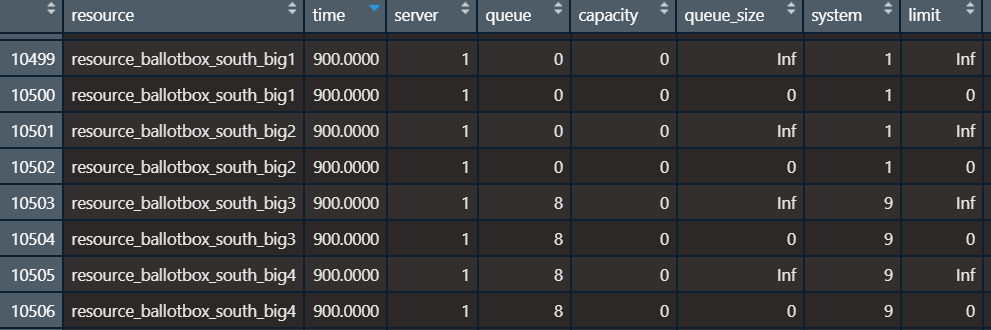 resource time server queue capacity queue_size system limit
10499 resource_ballotbox_south_big1 900.0000 1 0 0 Inf 1 Inf
10500 resource_ballotbox_south_big1 900.0000 1 0 0 0 1 0
10501 resource_ballotbox_south_big2 900.0000 1 0 0 Inf 1 Inf
10502 resource_ballotbox_south_big2 900.0000 1 0 0 0 1 0
10503 resource_ballotbox_south_big3 900.0000 1 8 0 Inf 9 Inf
10504 resource_ballotbox_south_big3 900.0000 1 8 0 0 9 0
10505 resource_ballotbox_south_big4 900.0000 1 8 0 Inf 9 Inf
10506 resource_ballotbox_south_big4 900.0000 1 8 0 0 9 0